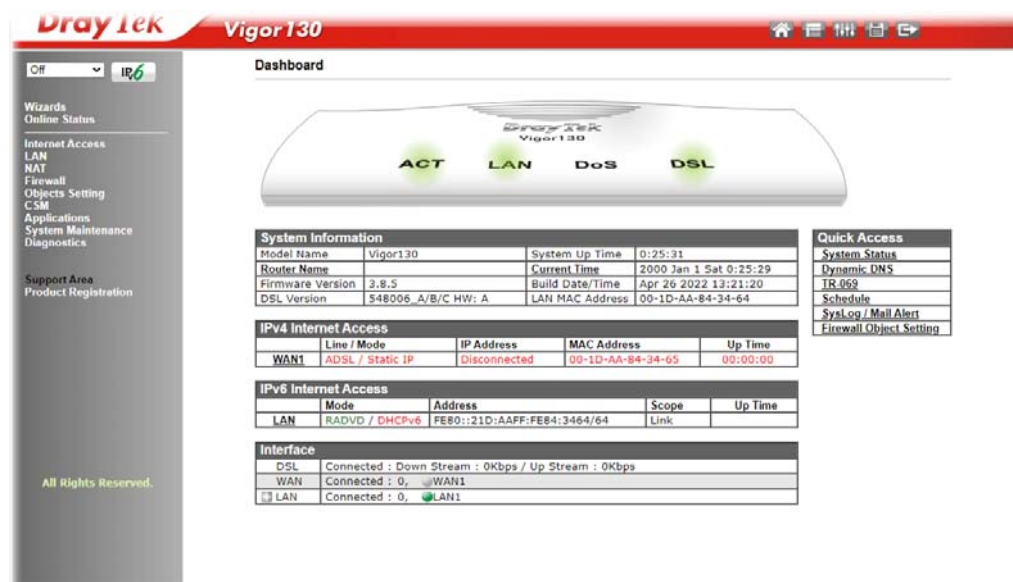 DrayTek Vigor130
Off IPv6
Wizards
Online Status
Internet Access
LAN
NAT
Firewall
Objects Setting
CSM
Applications
System Maintenance
Diagnostics
Support Area
Product Registration
All Rights Reserved.
Dashboard
DrayTek
Vigor130
ACT LAN DoS DSL
System Information
Model Name Vigor130 System Up Time 0:25:31
Router Name Current Time 2000 Jan 1 Sat 0:25:29
Firmware Version 3.8.5 Build Date/Time Apr 26 2022 13:21:20
DSL Version 548006_A/B/C HW: A LAN MAC Address 00-1D-AA-84-34-64
IPv4 Internet Access
Line / Mode IP Address MAC Address Up Time
WAN1 ADSL / Static IP Disconnected 00-1D-AA-84-34-65 00:00:00
IPv6 Internet Access
Mode Address Scope Up Time
LAN RADVD / DHCPv6 FE80::21D:AAFF:FE84:3464/64 Link
Interface
DSL Connected : Down Stream : 0Kbps / Up Stream : 0Kbps
WAN Connected : 0, WAN1
LAN Connected : 0, LAN1
Quick Access
System Status
Dynamic DNS
TR-069
Schedule
SysLog / Mail Alert
Firewall Object Setting